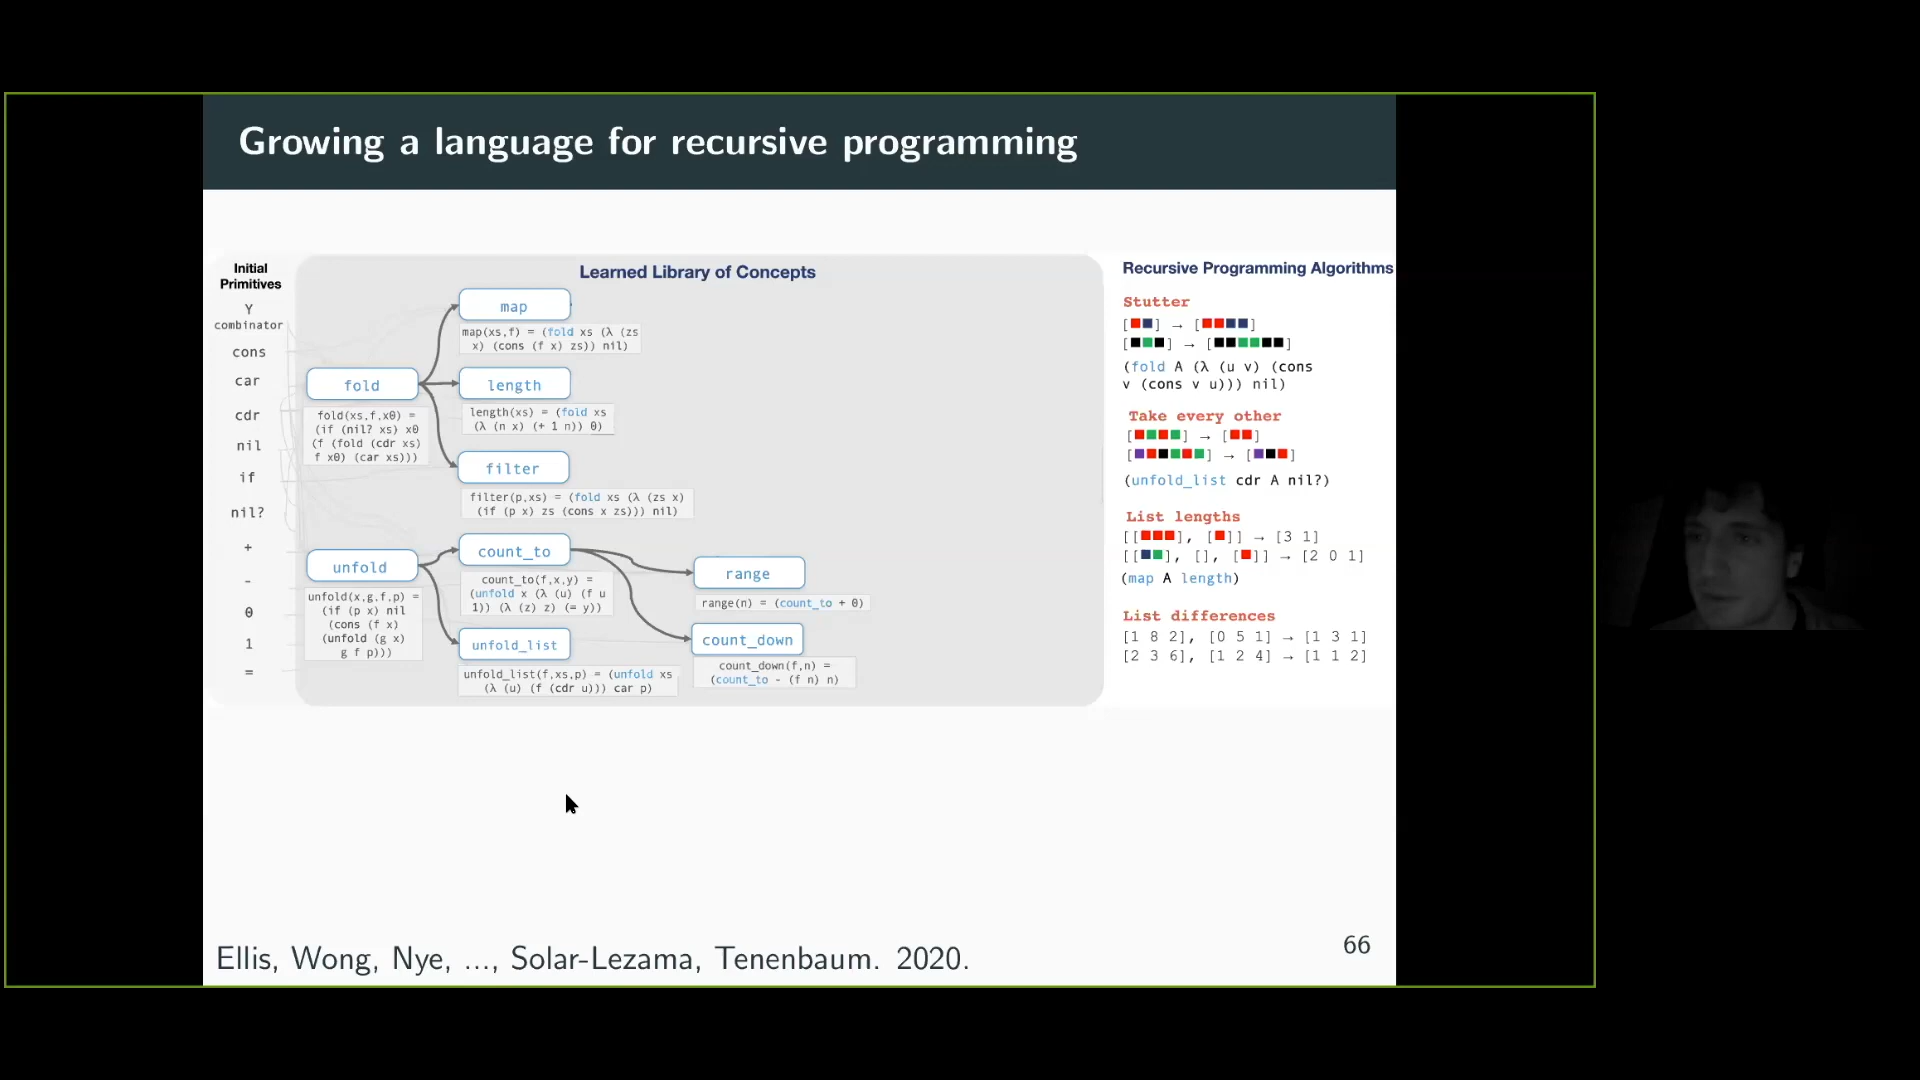 Growing a language for recursive programming
Initial
Primitives
Y
combinator
cons
car
cdr
nil
if
nil?
+
-
0
1
=
Learned Library of Concepts
fold
fold(xs,f,x0) =
(if (nil? xs) x0
(f (fold (cdr xs)
f x0) (car xs)))
unfold
unfold(x,g,f,p) =
(if (p x) nil
(cons (f x)
(unfold (g x)
g f p)))
map
map(xs,f) = (fold xs (λ (zs
x) (cons (f x) zs)) nil)
length
length(xs) = (fold xs
(λ (n x) (+ 1 n)) 0)
filter
filter(p,xs) = (fold xs (λ (zs x)
(if (p x) zs (cons x zs))) nil)
count_to
count_to(f,x,y) =
(unfold x (λ (u) (f u
1)) (λ (z) z) (= y))
unfold_list
unfold_list(f,xs,p) = (unfold xs
(λ (u) (f (cdr u))) car p)
range
range(n) = (count_to + 0)
count_down
count_down(f,n) =
(count_to - (f n) n)
Recursive Programming Algorithms
Stutter
[■■] → [■■■■]
[■■■] → [■■■■■■]
(fold A (λ (u v) (cons
v (cons v u))) nil)
Take every other
[■■■■] → [■■]
[■■■■■■] → [■■■]
(unfold_list cdr A nil?)
List lengths
[[■■■], [■]] → [3 1]
[[■■], [], [■]] → [2 0 1]
(map A length)
List differences
[1 8 2], [0 5 1] → [1 3 1]
[2 3 6], [1 2 4] → [1 1 2]
Ellis, Wong, Nye, ..., Solar-Lezama, Tenenbaum. 2020.
66